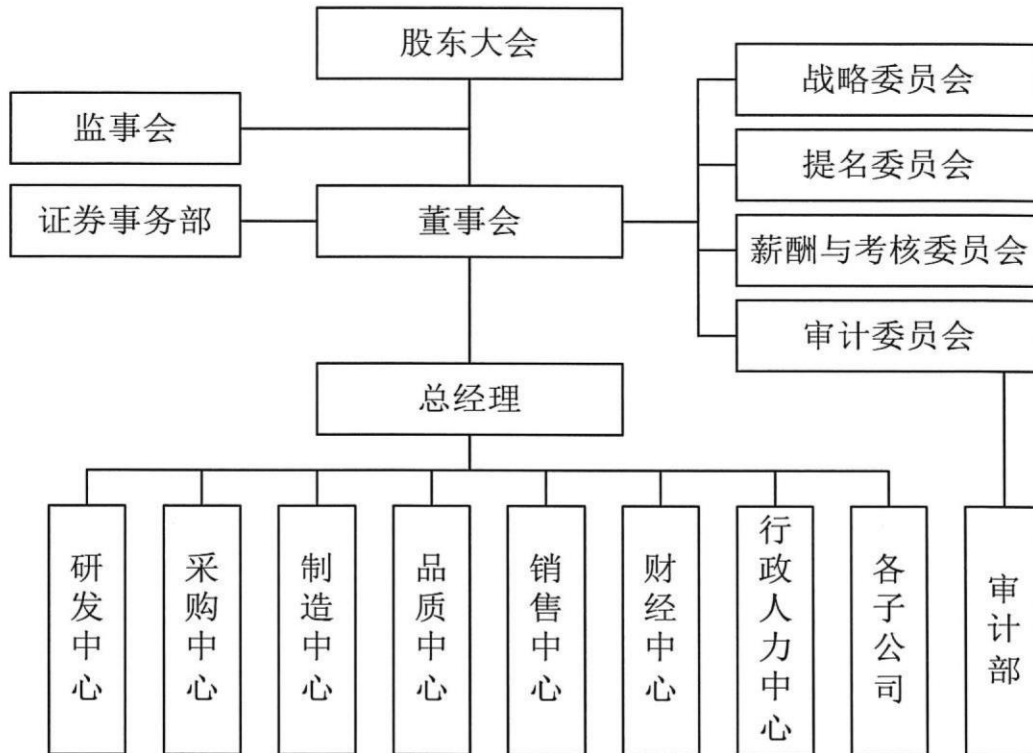 股东大会
战略委员会
监事会
提名委员会
证券事务部
董事会
薪酬与考核委员会
审计委员会
总经理
研发中心
采购中心
制造中心
品质中心
销售中心
财经中心
行政人力中心
各子公司
审计部